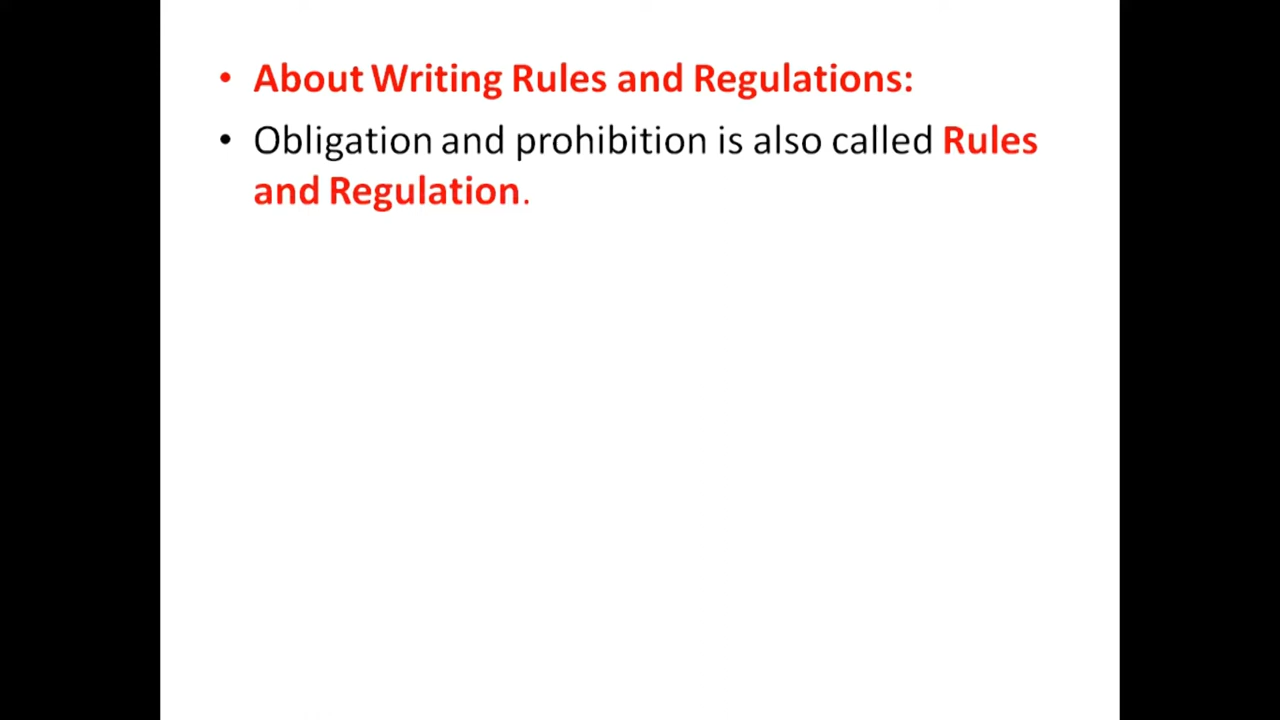 • About Writing Rules and Regulations:
• Obligation and prohibition is also called Rules
and Regulation.